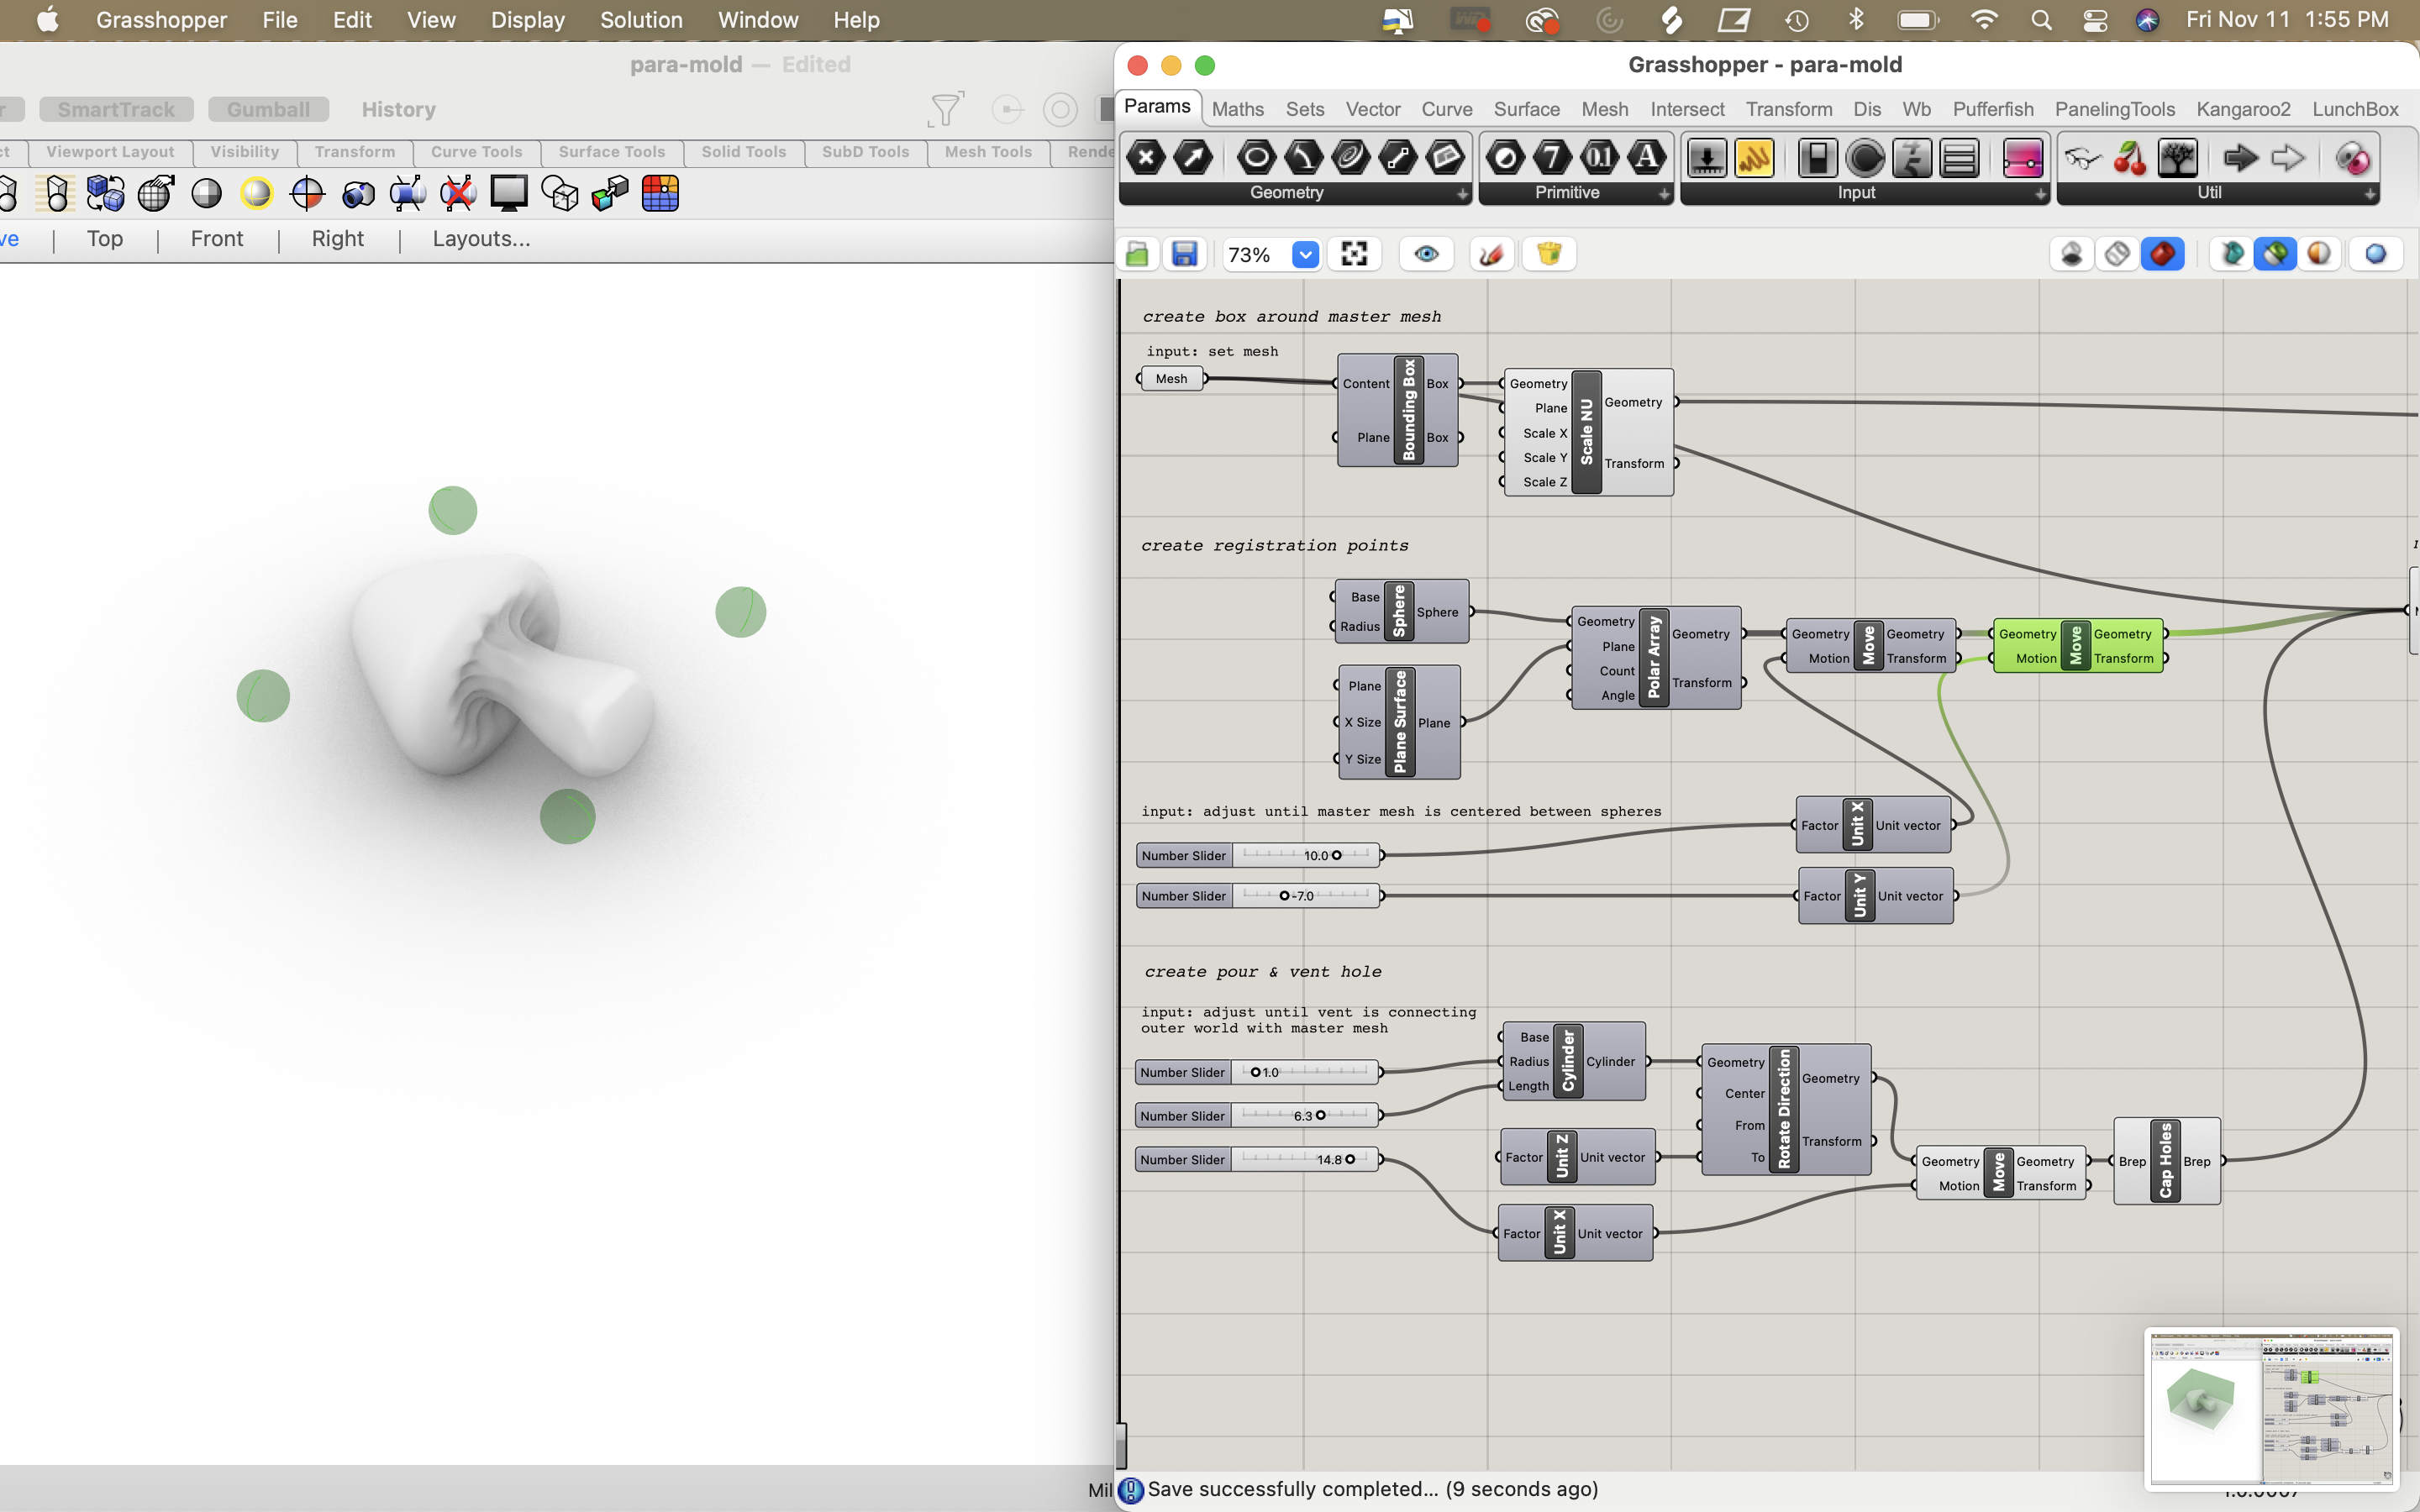 Grasshopper File Edit View Display Solution Window Help Fri Nov 11 1:55 PM
para-mold — Edited
Grasshopper - para-mold
SmartTrack Gumball History
Params Maths Sets Vector Curve Surface Mesh Intersect Transform Dis Wb Pufferfish PanelingTools Kangaroo2 LunchBox
Viewport Layout Visibility Transform Curve Tools Surface Tools Solid Tools SubD Tools Mesh Tools Rende
Geometry Primitive Input Util
ve | Top | Front | Right | Layouts...
73%
create box around master mesh
input: set mesh
Mesh
Content Plane Bounding Box Box Box
Geometry Plane Scale X Scale Y Scale Z Scale NU Geometry Transform
create registration points
Base Radius Sphere Sphere
Plane X Size Y Size Plane Surface Plane
Geometry Plane Count Angle Polar Array Geometry Transform
Geometry Motion Move Geometry Transform
Geometry Motion Move Geometry Transform
input: adjust until master mesh is centered between spheres
Number Slider 10.0
Factor Unit X Unit vector
Number Slider -7.0
Factor Unit Y Unit vector
create pour & vent hole
input: adjust until vent is connecting
outer world with master mesh
Number Slider 1.0
Number Slider 6.3
Number Slider 14.8
Base Radius Length Cylinder Cylinder
Factor Unit Z Unit vector
Factor Unit X Unit vector
Geometry Center From To Rotate Direction Geometry Transform
Geometry Motion Move Geometry Transform
Brep Cap Holes Brep
Mil
Save successfully completed... (9 seconds ago)